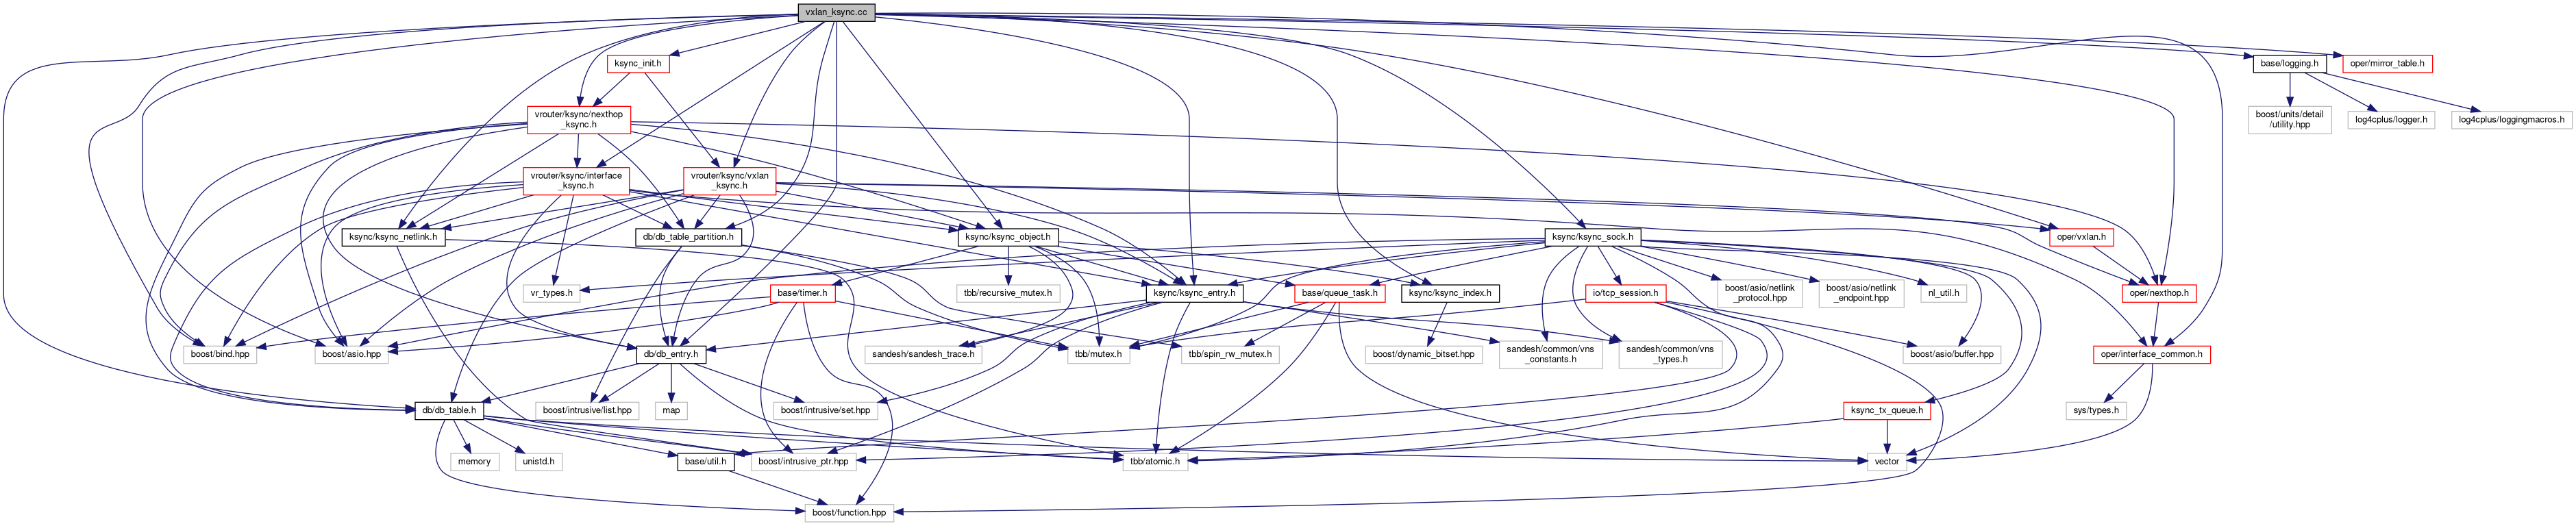 vxlan_ksync.cc
ksync_init.h
base/logging.h
oper/mirror_table.h
vrouter/ksync/nexthop
_ksync.h
boost/units/detail
/utility.hpp
log4cplus/logger.h
log4cplus/loggingmacros.h
vrouter/ksync/interface
_ksync.h
vrouter/ksync/vxlan
_ksync.h
ksync/ksync_netlink.h
db/db_table_partition.h
ksync/ksync_object.h
ksync/ksync_sock.h
oper/vxlan.h
vr_types.h
base/timer.h
tbb/recursive_mutex.h
ksync/ksync_entry.h
base/queue_task.h
ksync/ksync_index.h
io/tcp_session.h
boost/asio/netlink
_protocol.hpp
boost/asio/netlink
_endpoint.hpp
nl_util.h
oper/nexthop.h
boost/bind.hpp
boost/asio.hpp
db/db_entry.h
sandesh/sandesh_trace.h
tbb/mutex.h
tbb/spin_rw_mutex.h
boost/dynamic_bitset.hpp
sandesh/common/vns
_constants.h
sandesh/common/vns
_types.h
boost/asio/buffer.hpp
oper/interface_common.h
db/db_table.h
boost/intrusive/list.hpp
map
boost/intrusive/set.hpp
ksync_tx_queue.h
sys/types.h
memory
unistd.h
base/util.h
boost/intrusive_ptr.hpp
tbb/atomic.h
vector
boost/function.hpp